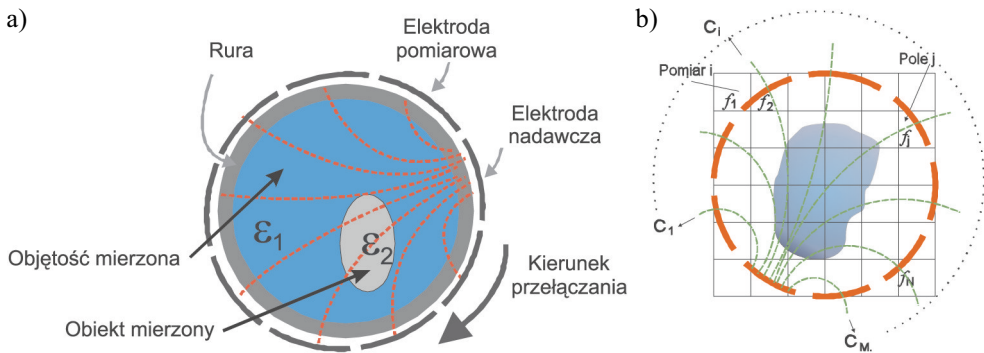 a)
Rura
Elektroda
pomiarowa
Elektroda
nadawcza
ε1
ε2
Objętość mierzona
Obiekt mierzony
Kierunek
przełączania
b)
Ci
Pomiar i
Pole j
f1
f2
fj
C1
fN
CM.